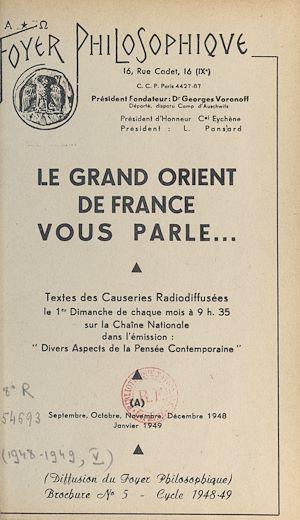 A ★ Ω
FOYER PHILOSOPHIQUE
16, Rue Cadet, 16 (IXe)
C. C. P. Paris 4427-87
Président Fondateur : Dr Georges Voronoff
Déporté, disparu Camp d'Auschwitz
Président d'Honneur Cel Eychène
Président : L. Ponsard
LE GRAND ORIENT
DE FRANCE
VOUS PARLE...
Textes des Causeries Radiodiffusées
le 1er Dimanche de chaque mois à 9 h. 35
sur la Chaîne Nationale
dans l'émission :
" Divers Aspects de la Pensée Contemporaine "
(A)
8° R
54693
(1948-1949, V)
Septembre, Octobre, Novembre, Décembre 1948
Janvier 1949
(Diffusion du Foyer Philosophique)
Brochure No 5 - Cycle 1948-49